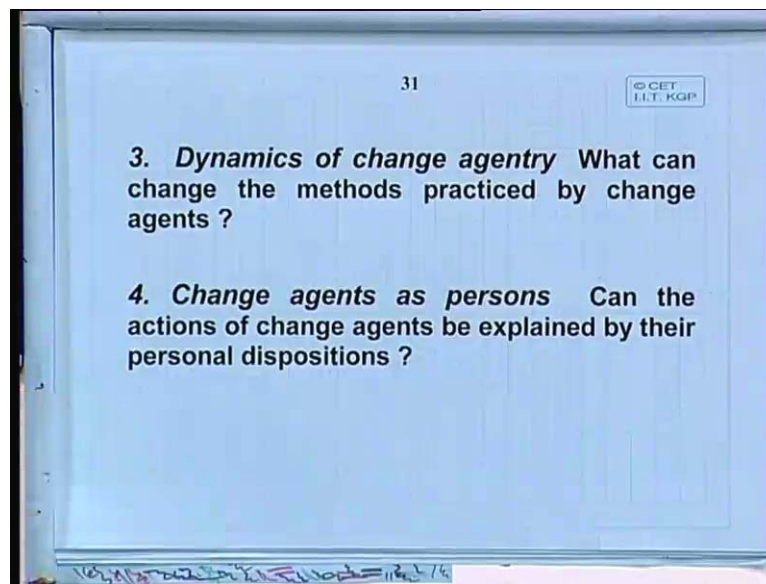 31
© CET
I.I.T. KGP
3. Dynamics of change agentry What can
change the methods practiced by change
agents ?
4. Change agents as persons Can the
actions of change agents be explained by their
personal dispositions ?